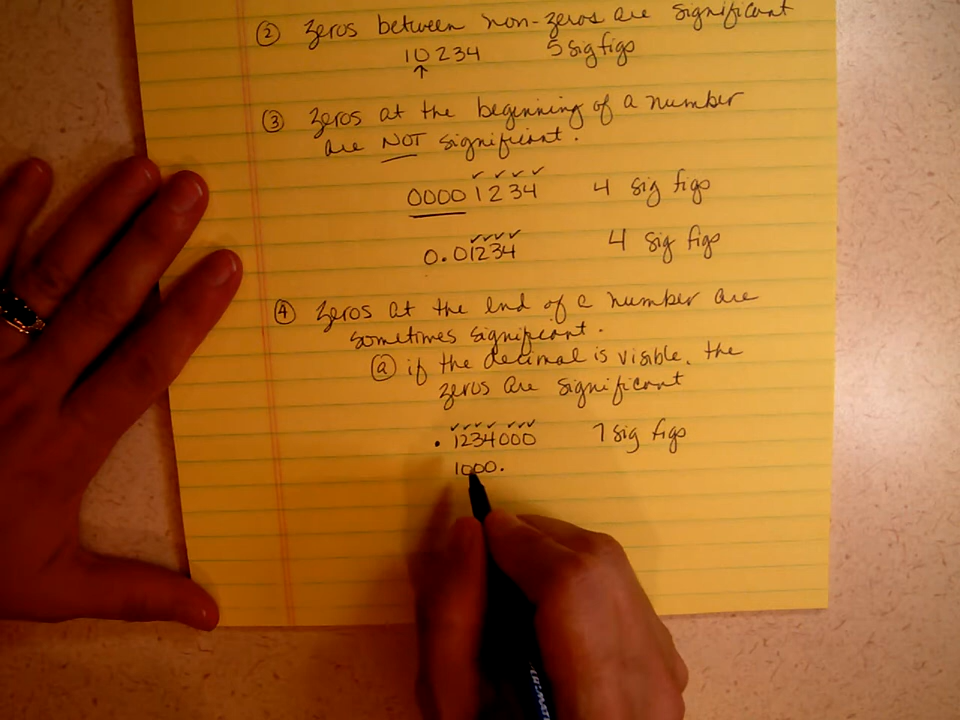 ② Zeros between non-zeros are significant
10234 5 sig figs
↑
③ Zeros at the beginning of a number
are NOT significant.
00001234 4 sig figs
0.01234 4 sig figs
④ Zeros at the end of a number are
sometimes significant.
ⓐ if the decimal is visible, the
zeros are significant
.1234000 7 sig figs
1000.